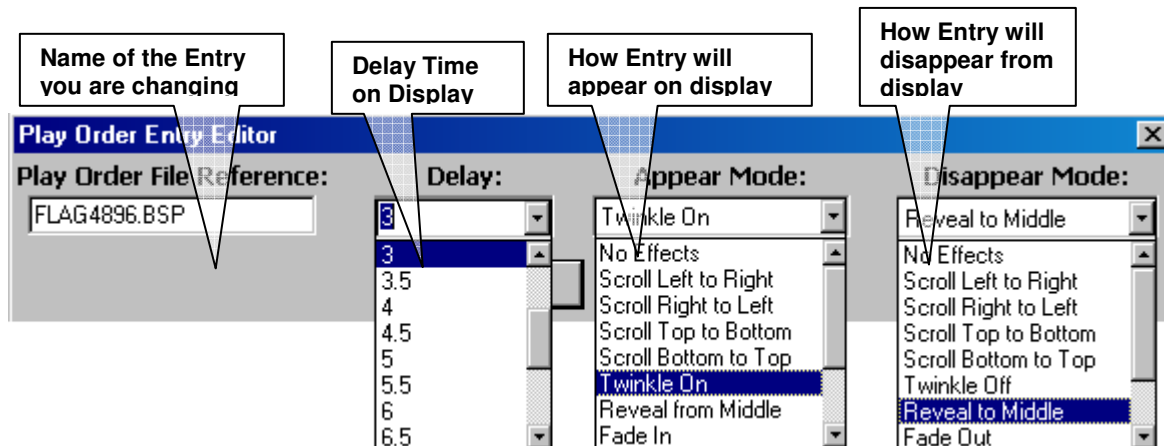 Name of the Entry
you are changing
Delay Time
on Display
How Entry will
appear on display
How Entry will
disappear from
display
Play Order Entry Editor
Play Order File Reference:
Delay:
Appear Mode:
Disappear Mode:
FLAG4896.BSP
3
Twinkle On
Reveal to Middle
3
3.5
4
4.5
5
5.5
6
6.5
No Effects
Scroll Left to Right
Scroll Right to Left
Scroll Top to Bottom
Scroll Bottom to Top
Twinkle On
Reveal from Middle
Fade In
No Effects
Scroll Left to Right
Scroll Right to Left
Scroll Top to Bottom
Scroll Bottom to Top
Twinkle Off
Reveal to Middle
Fade Out